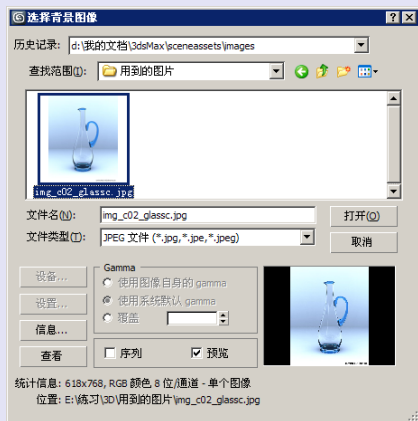 选择背景图像
历史记录: d:\我的文档\3dsMax\sceneassets\images
查找范围(I): 用到的图片
img_c02_glassc.jpg
文件名(N): img_c02_glassc.jpg 打开(O)
文件类型(T): JPEG 文件 (*.jpg,*.jpe,*.jpeg) 取消
设备... Gamma
使用图像自身的 gamma
设置... 使用系统默认 gamma
信息... 覆盖
查看 序列 预览
统计信息: 618x768, RGB 颜色 8 位/通道 - 单个图像
位置: E:\练习\3D\用到的图片\img_c02_glassc.jpg